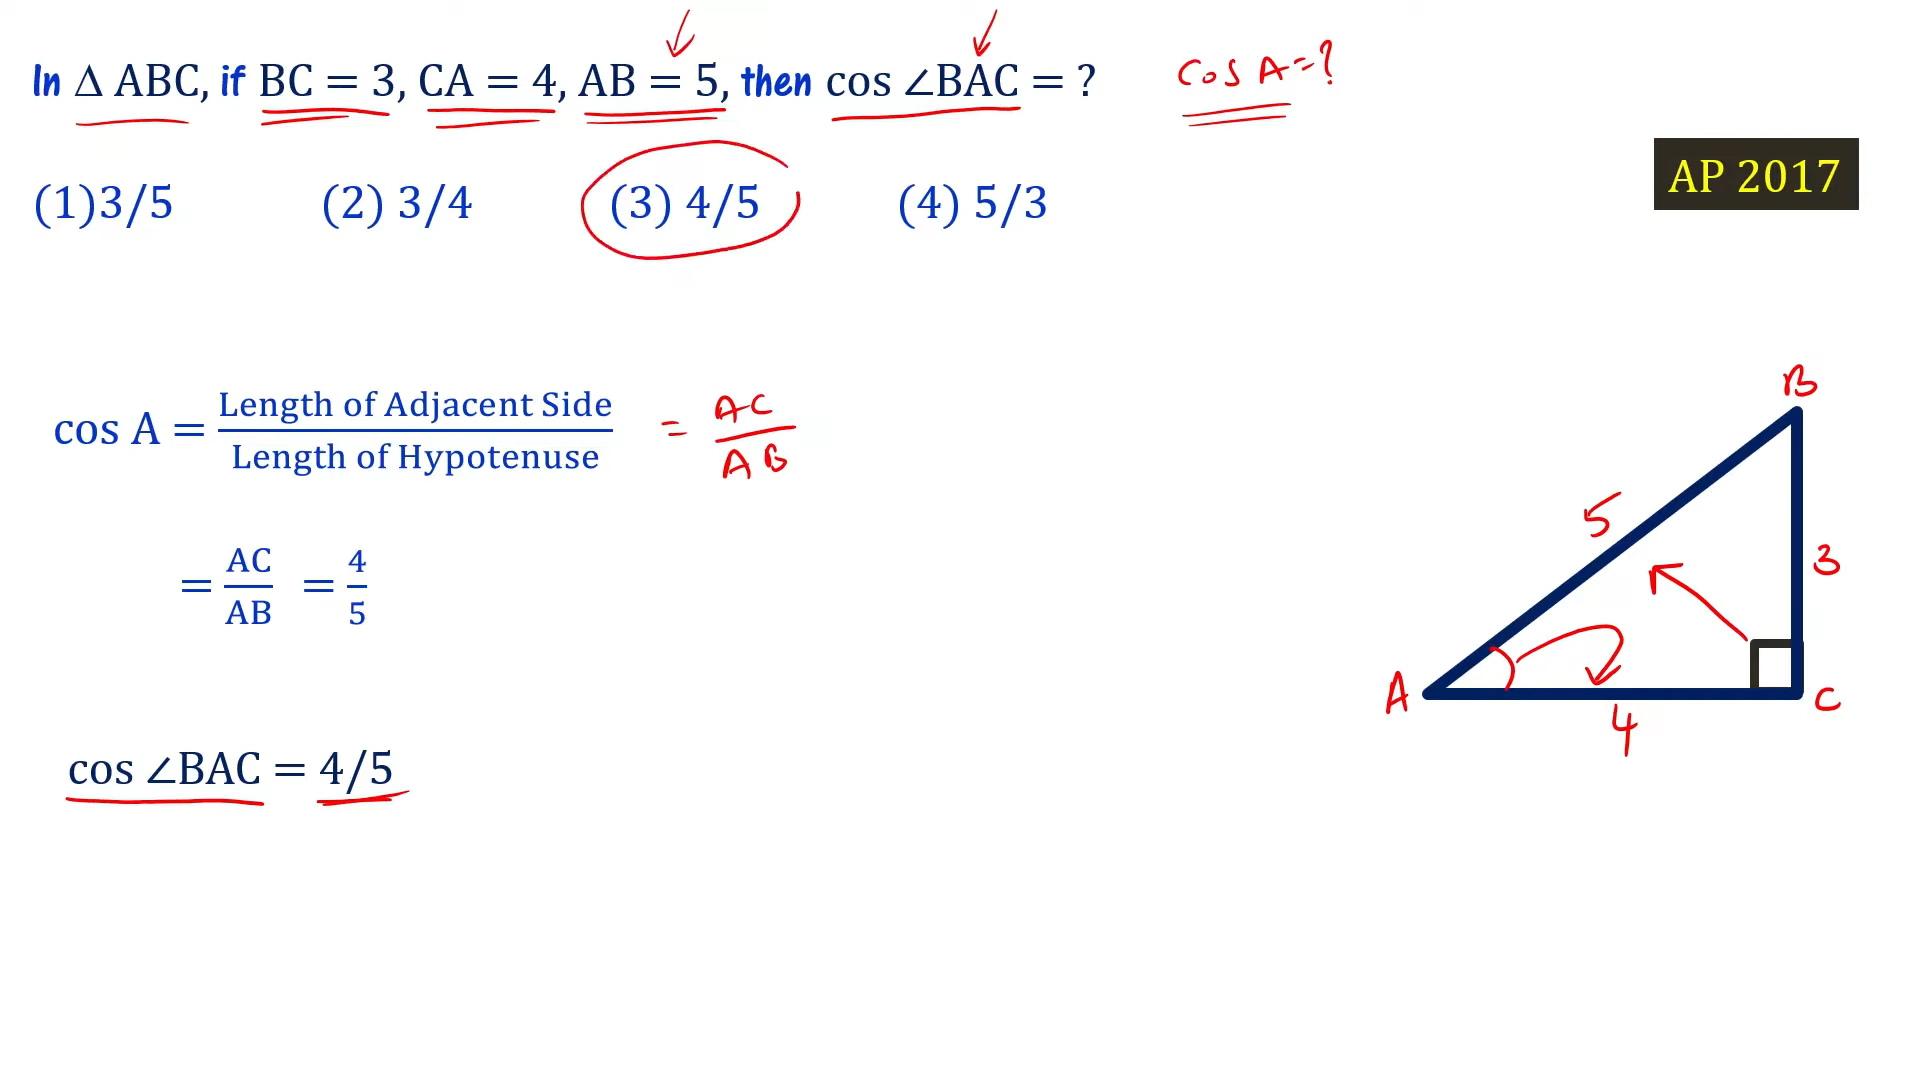 In ∆ ABC, if BC = 3, CA = 4, AB = 5, then cos ∠BAC = ? cos A = ?
AP 2017
(1)3/5 (2) 3/4 (3) 4/5 (4) 5/3
cos A = Length of Adjacent Side / Length of Hypotenuse = AC / AB
= AC/AB = 4/5
cos ∠BAC = 4/5
B
5
3
A
C
4